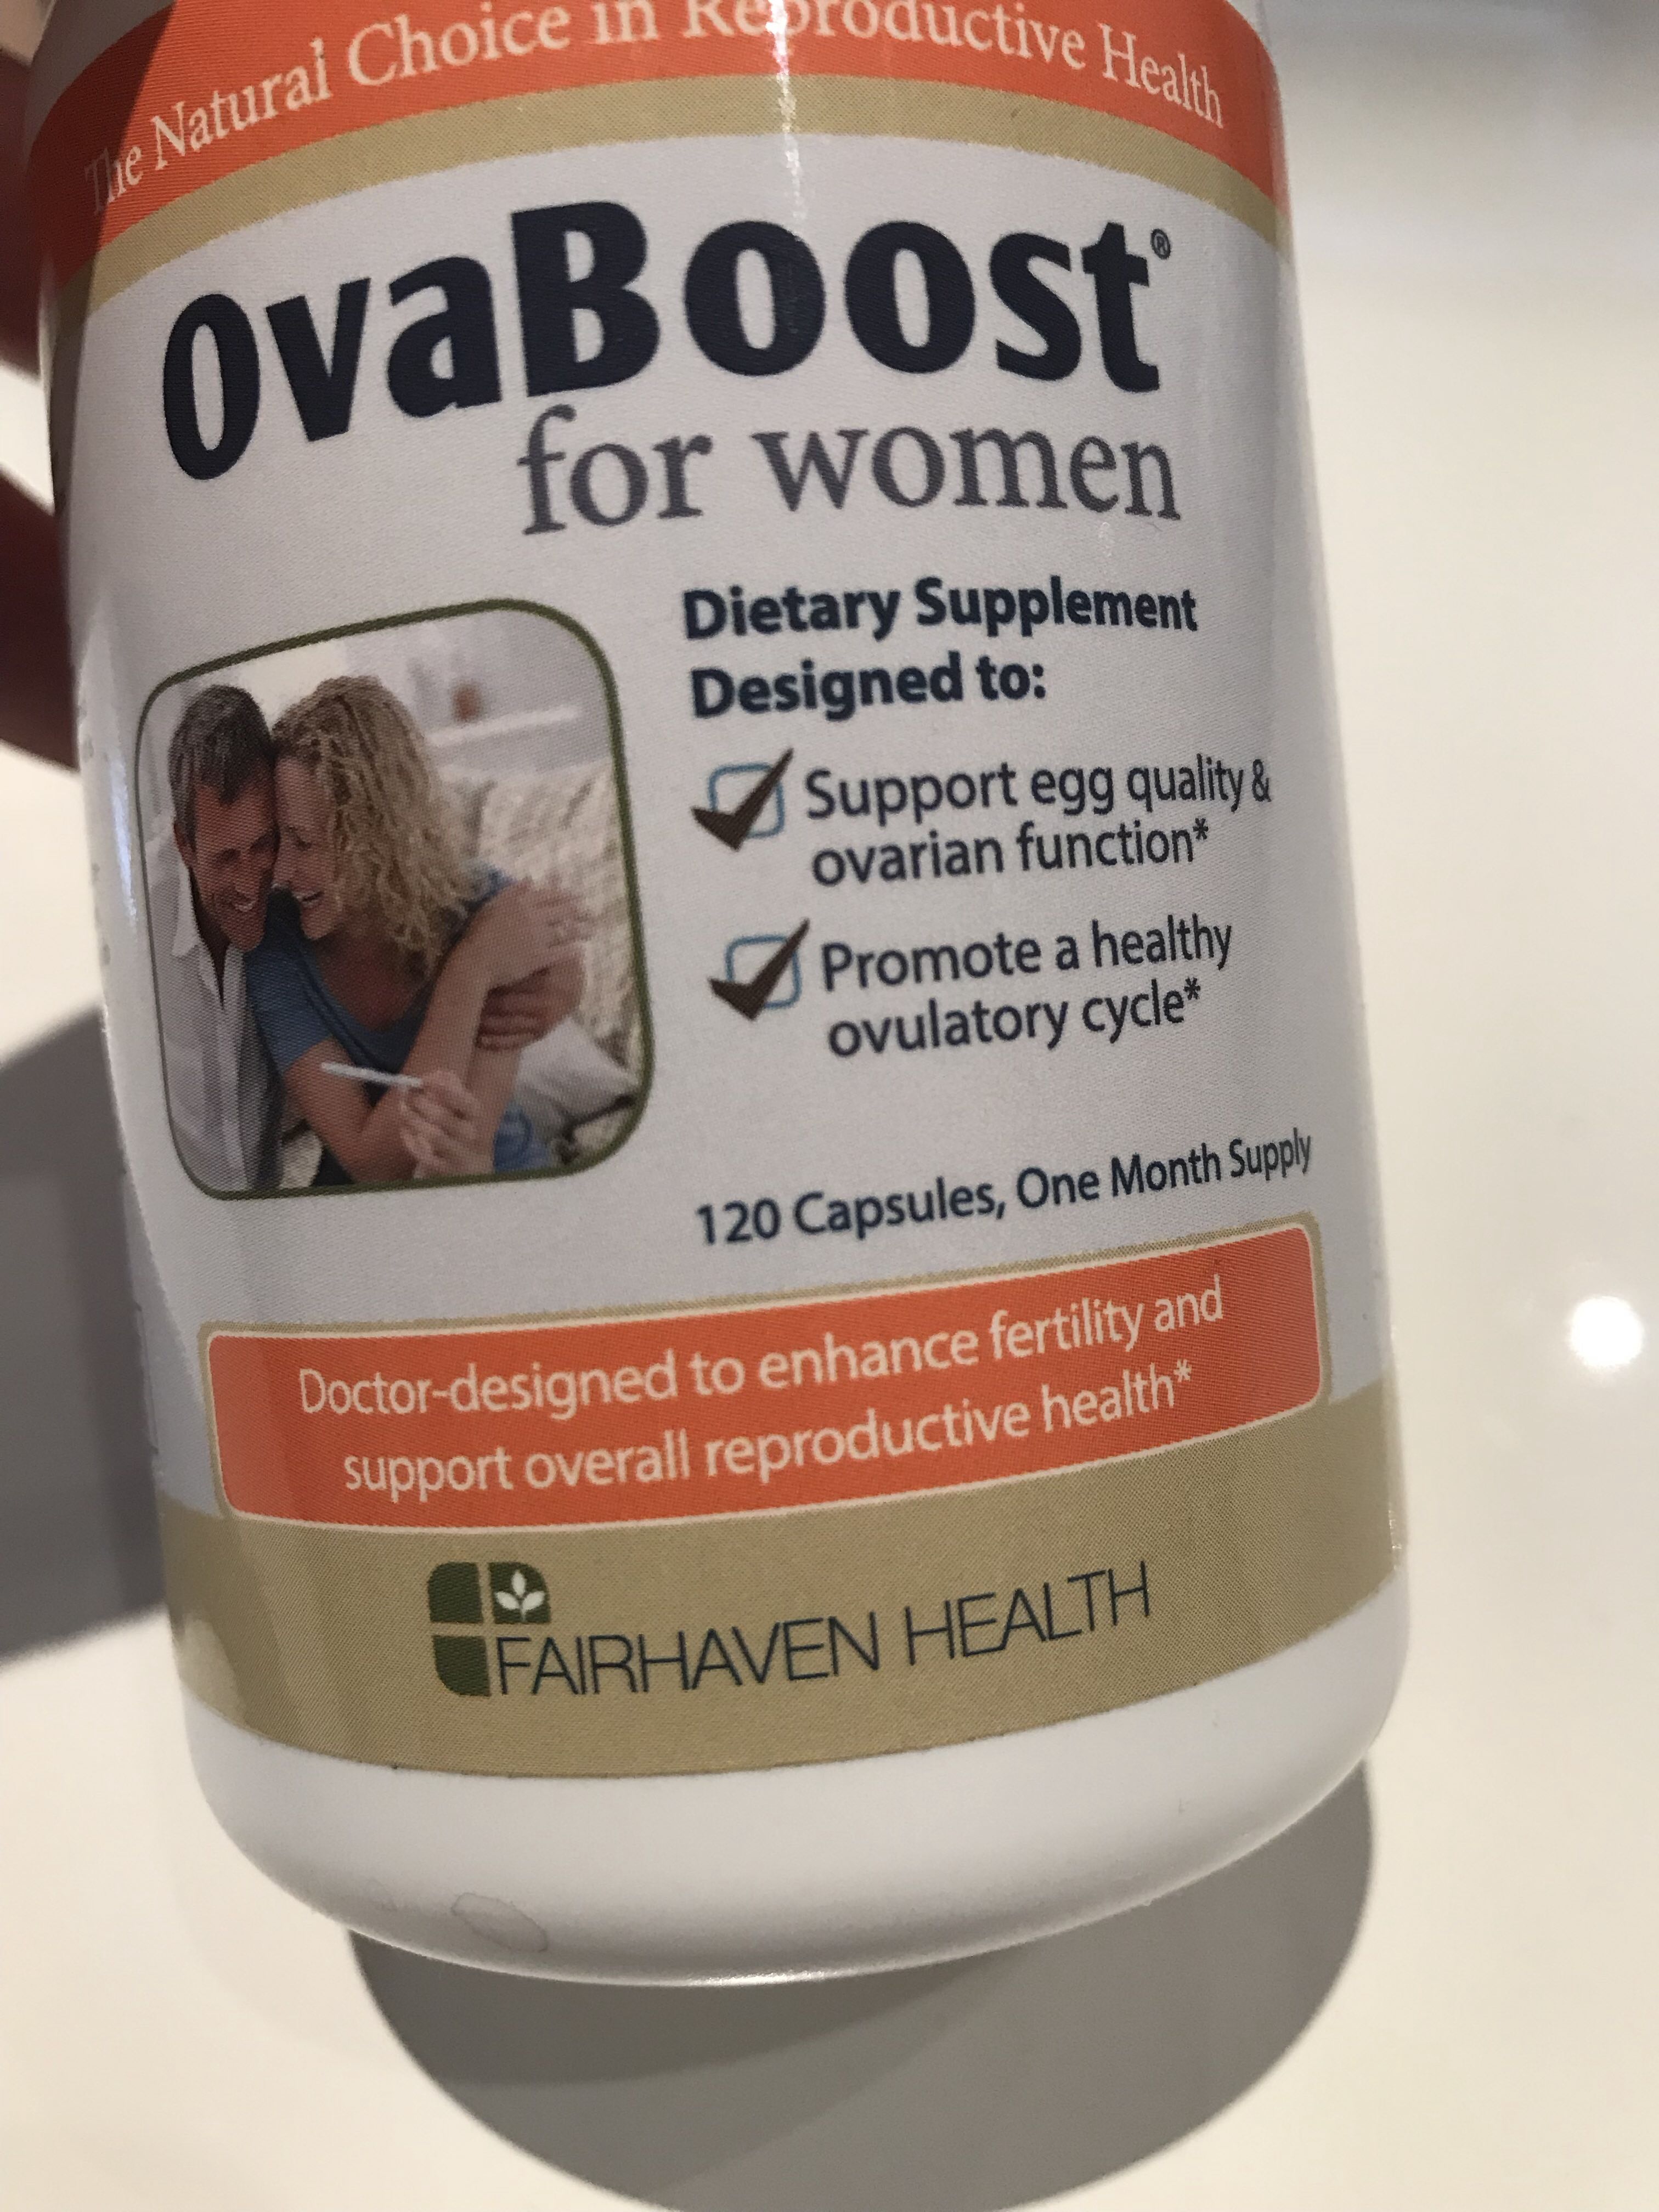 The Natural Choice in Reproductive Health
OvaBoost®
for women
Dietary Supplement
Designed to:
Support egg quality &
ovarian function*
Promote a healthy
ovulatory cycle*
120 Capsules, One Month Supply
Doctor-designed to enhance fertility and
support overall reproductive health*
FAIRHAVEN HEALTH